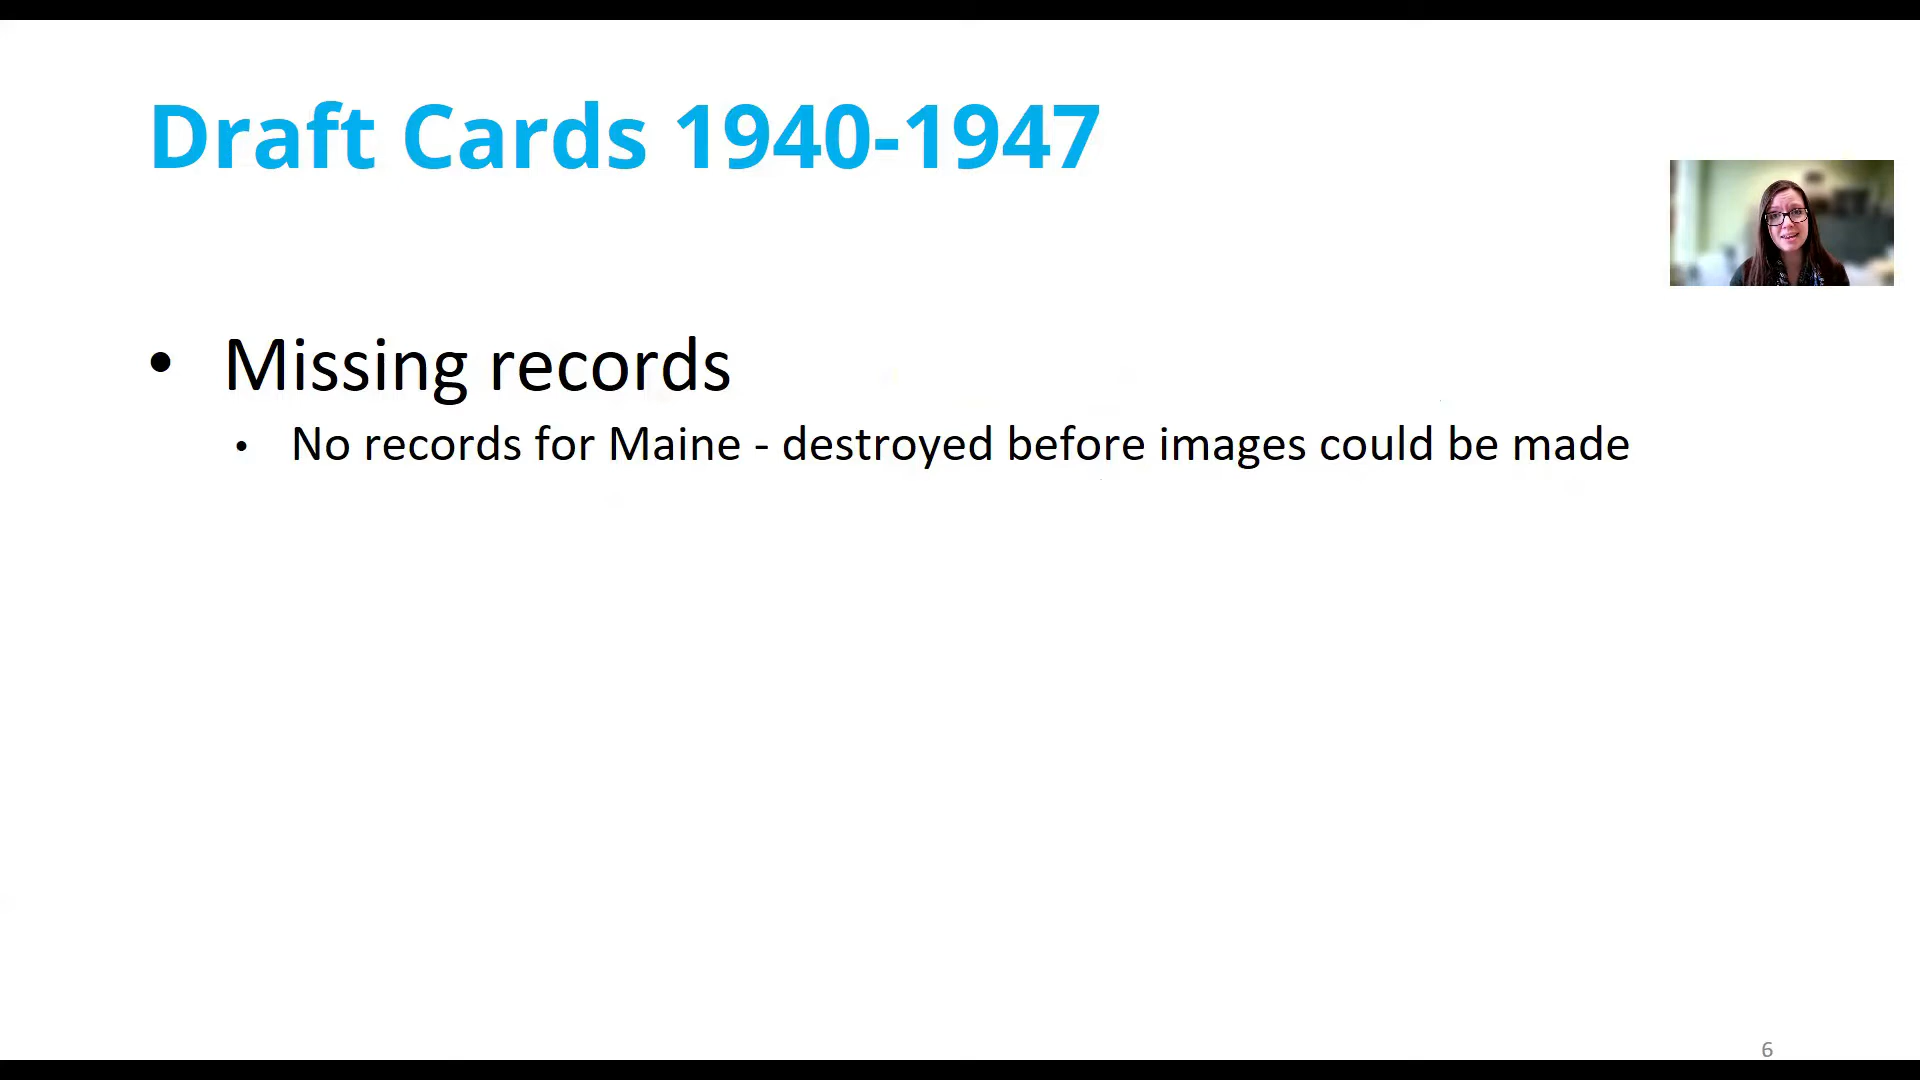 Draft Cards 1940-1947
• Missing records
• No records for Maine - destroyed before images could be made
6